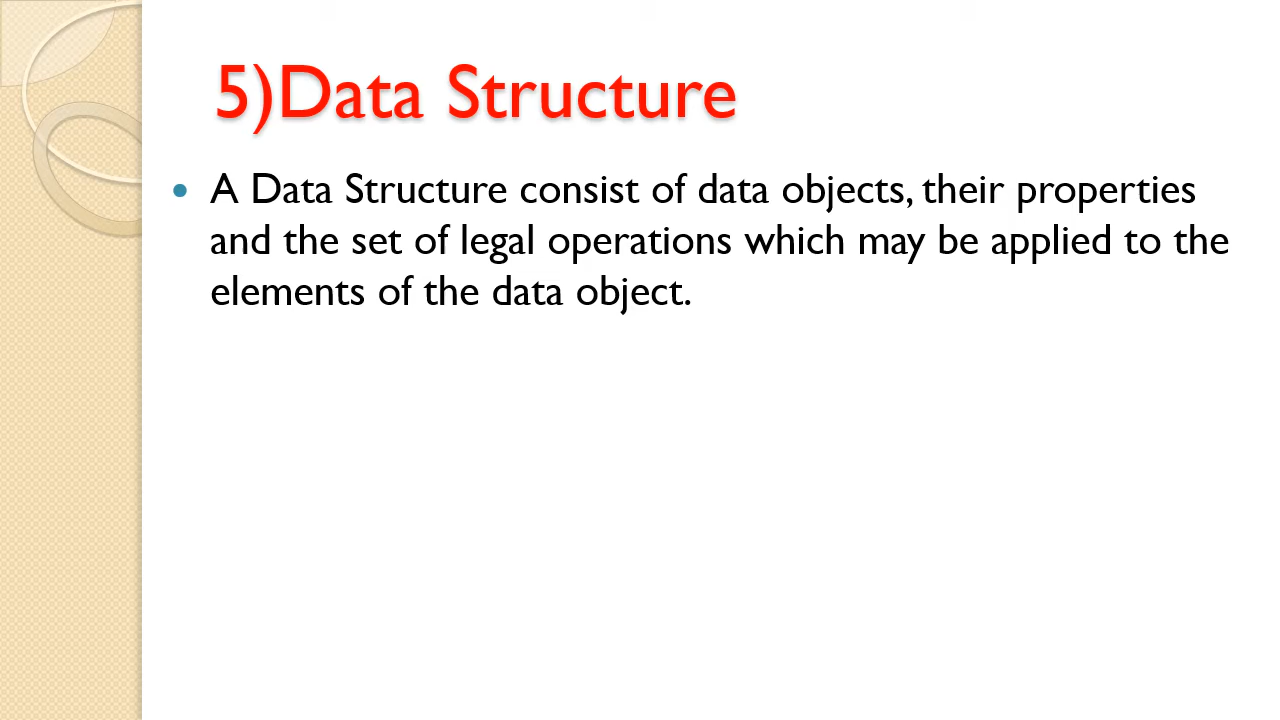 5)Data Structure
• A Data Structure consist of data objects, their properties
and the set of legal operations which may be applied to the
elements of the data object.